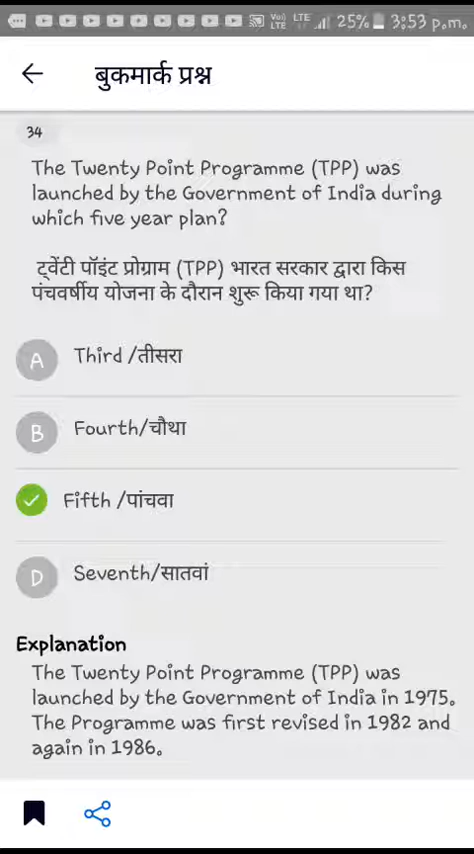 Vo) LTE LTE 25% 3:53 p.m.
बुकमार्क प्रश्न
34
The Twenty Point Programme (TPP) was
launched by the Government of India during
which five year plan?
ट्वेंटी पॉइंट प्रोग्राम (TPP) भारत सरकार द्वारा किस
पंचवर्षीय योजना के दौरान शुरू किया गया था?
A Third /तीसरा
B Fourth/चौथा
Fifth /पांचवा
D Seventh/सातवां
Explanation
The Twenty Point Programme (TPP) was
launched by the Government of India in 1975.
The Programme was first revised in 1982 and
again in 1986.